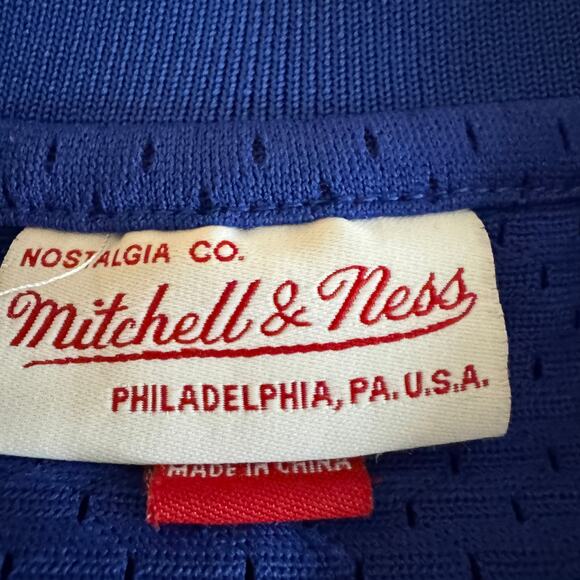 NOSTALGIA CO.
Mitchell & Ness
PHILADELPHIA, PA. U.S.A.
MADE IN CHINA